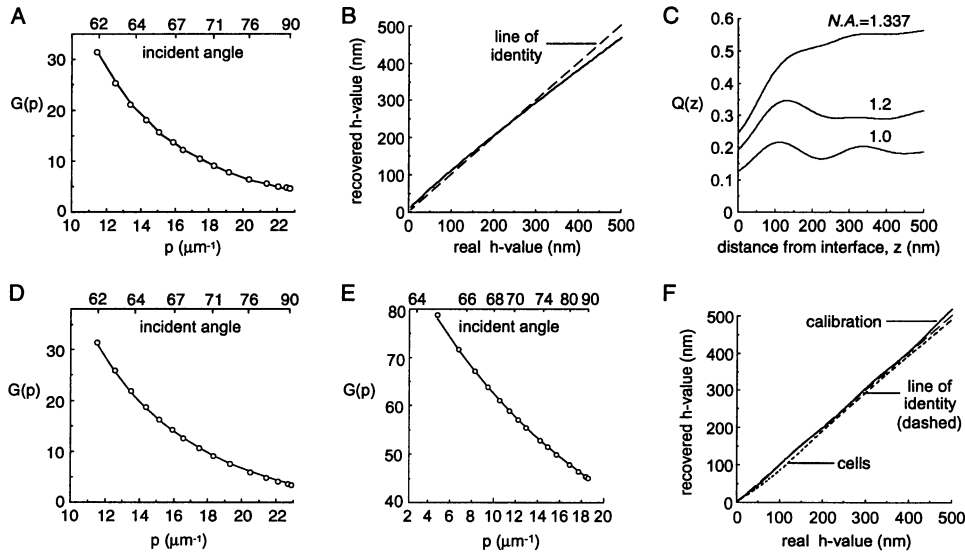 A
62 64 67 71 76 90
incident angle
30
20
10
0
G(p)
10 12 14 16 18 20 22
p (µm⁻¹)
B
500
400
300
200
100
0
recovered h-value (nm)
line of
identity
0 100 200 300 400 500
real h-value (nm)
C
N.A.=1.337
0.6
0.5
0.4
0.3
0.2
0.1
0
Q(z)
1.2
1.0
0 100 200 300 400 500
distance from interface, z (nm)
D
62 64 67 71 76 90
incident angle
30
20
10
0
G(p)
10 12 14 16 18 20 22
p (µm⁻¹)
E
64 66 68 70 74 80 90
incident angle
80
70
60
50
40
G(p)
2 4 6 8 10 12 14 16 18 20
p (µm⁻¹)
F
500
400
300
200
100
0
recovered h-value (nm)
calibration
line of
identity
(dashed)
cells
0 100 200 300 400 500
real h-value (nm)